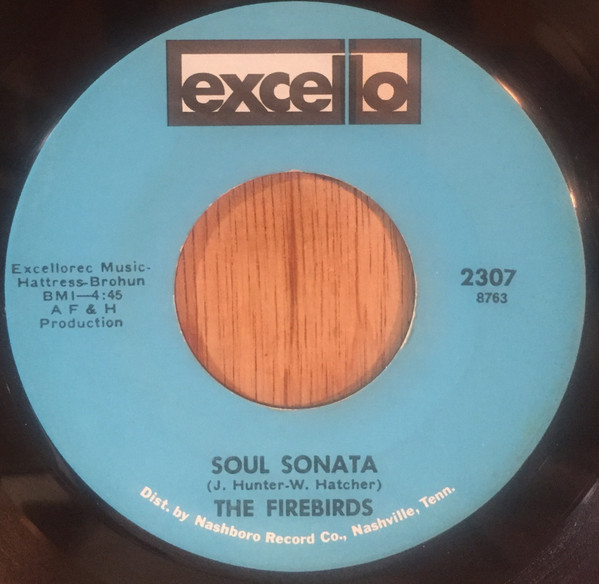 excello
Excellorec Music-
Hattress-Brohun
BMI—4:45
A F & H
Production
2307
8763
SOUL SONATA
(J. Hunter-W. Hatcher)
THE FIREBIRDS
Dist. by Nashboro Record Co., Nashville, Tenn.